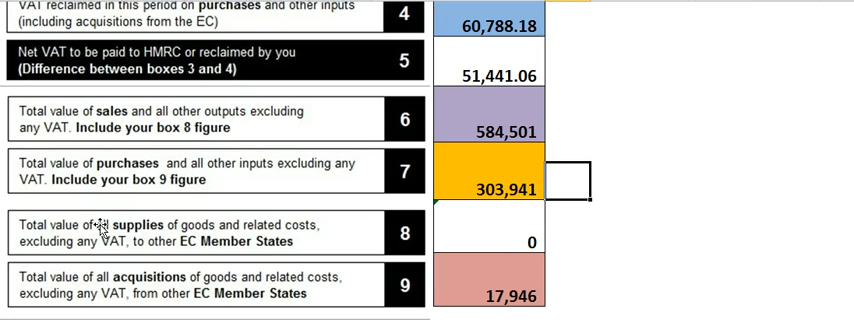 VAT reclaimed in this period on purchases and other inputs
(including acquisitions from the EC)
4
60,788.18
Net VAT to be paid to HMRC or reclaimed by you
(Difference between boxes 3 and 4)
5
51,441.06
Total value of sales and all other outputs excluding
any VAT. Include your box 8 figure
6
584,501
Total value of purchases and all other inputs excluding any
VAT. Include your box 9 figure
7
303,941
Total value of all supplies of goods and related costs,
excluding any VAT, to other EC Member States
8
0
Total value of all acquisitions of goods and related costs,
excluding any VAT, from other EC Member States
9
17,946